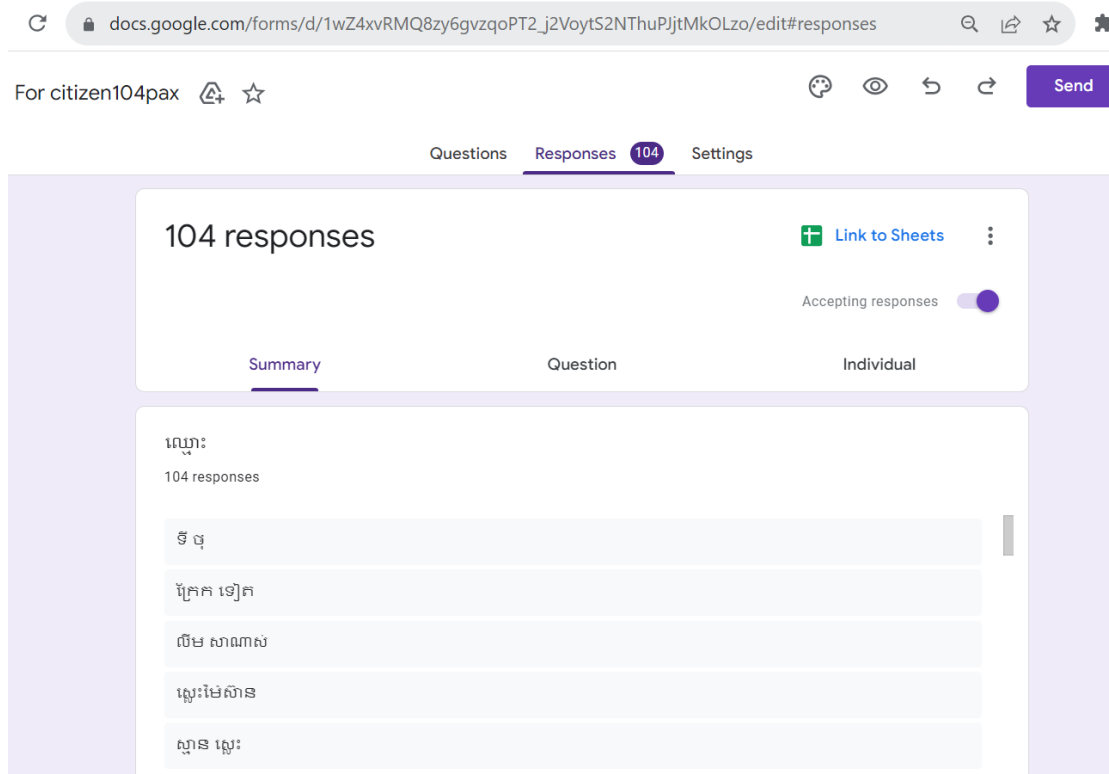 docs.google.com/forms/d/1wZ4xvRMQ8zy6gvzqoPT2_j2VoytS2NThuPJjtMkOLzo/edit#responses
For citizen104pax
Send
Questions Responses 104 Settings
104 responses
Link to Sheets
Accepting responses
Summary Question Individual
ឈ្មោះ
104 responses
ទី ចុ
ក្រែក ទៀត
លីម សាណាស់
ស្លេះម៉ែស៊ាន
ស្មាន ស្លេះ